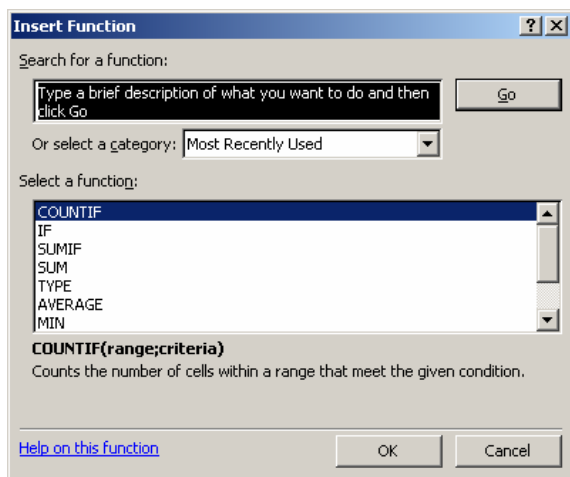 Insert Function
Search for a function:
Type a brief description of what you want to do and then
click Go
Go
Or select a category: Most Recently Used
Select a function:
COUNTIF
IF
SUMIF
SUM
TYPE
AVERAGE
MIN
COUNTIF(range;criteria)
Counts the number of cells within a range that meet the given condition.
Help on this function
OK
Cancel